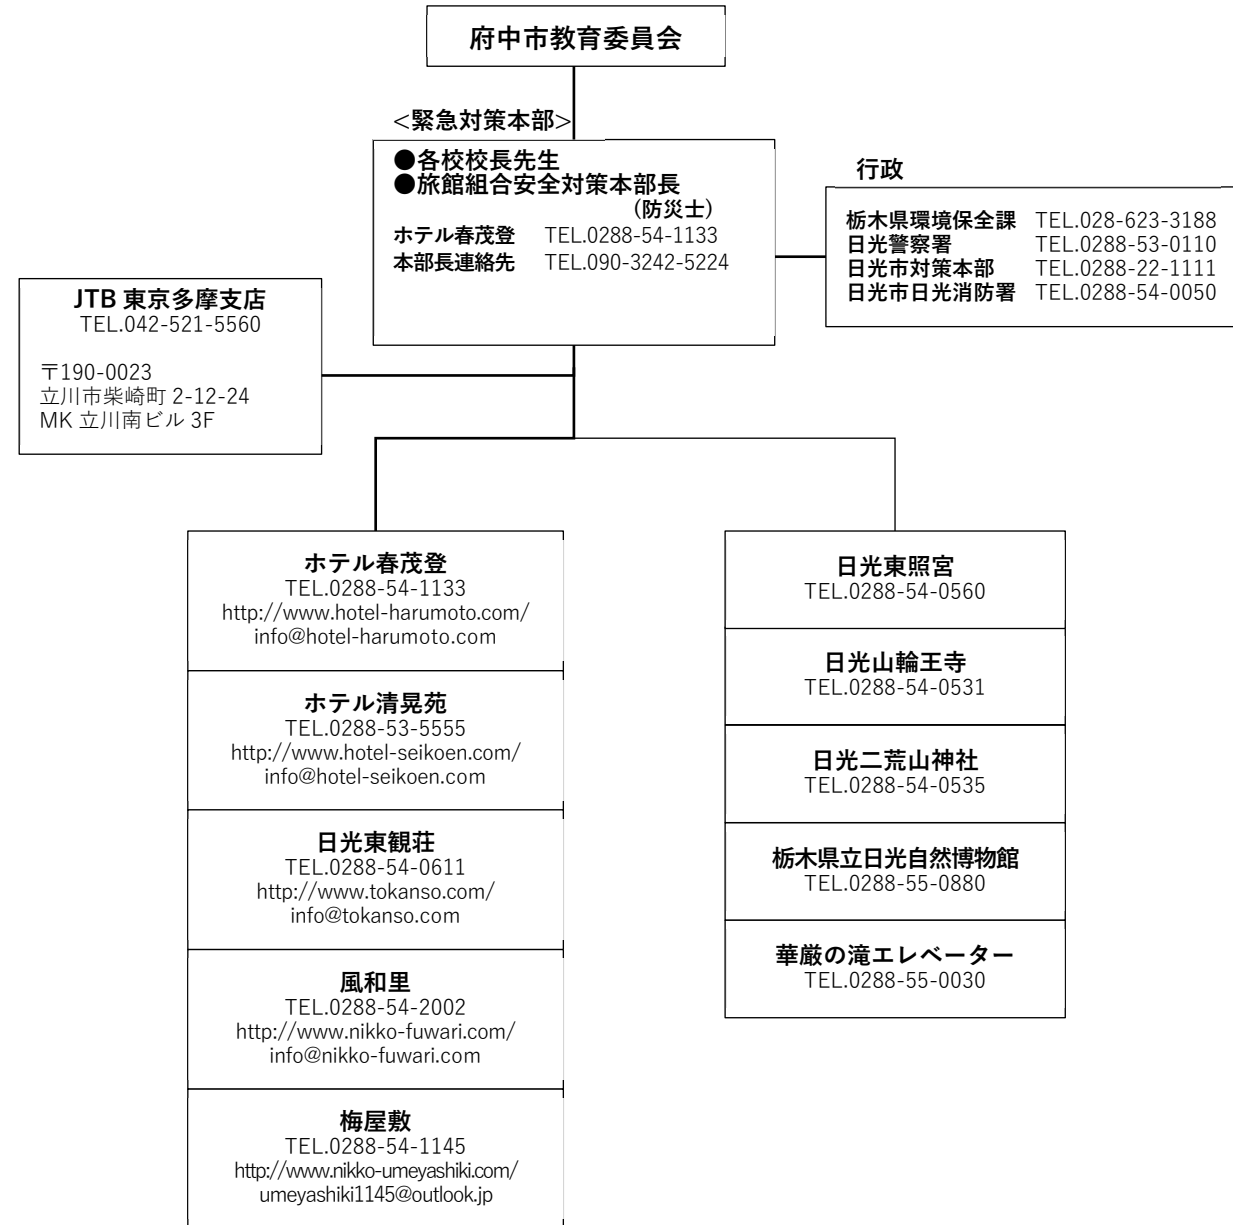 府中市教育委員会
<緊急対策本部>
●各校校長先生
●旅館組合安全対策本部長
(防災士)
ホテル春茂登 TEL.0288-54-1133
本部長連絡先 TEL.090-3242-5224
行政
栃木県環境保全課 TEL.028-623-3188
日光警察署 TEL.0288-53-0110
日光市対策本部 TEL.0288-22-1111
日光市日光消防署 TEL.0288-54-0050
JTB 東京多摩支店
TEL.042-521-5560
〒190-0023
立川市柴崎町 2-12-24
MK 立川南ビル 3F
ホテル春茂登
TEL.0288-54-1133
http://www.hotel-harumoto.com/
info@hotel-harumoto.com
ホテル清晃苑
TEL.0288-53-5555
http://www.hotel-seikoen.com/
info@hotel-seikoen.com
日光東観荘
TEL.0288-54-0611
http://www.tokanso.com/
info@tokanso.com
風和里
TEL.0288-54-2002
http://www.nikko-fuwari.com/
info@nikko-fuwari.com
梅屋敷
TEL.0288-54-1145
http://www.nikko-umeyashiki.com/
umeyashiki1145@outlook.jp
日光東照宮
TEL.0288-54-0560
日光山輪王寺
TEL.0288-54-0531
日光二荒山神社
TEL.0288-54-0535
栃木県立日光自然博物館
TEL.0288-55-0880
華厳の滝エレベーター
TEL.0288-55-0030